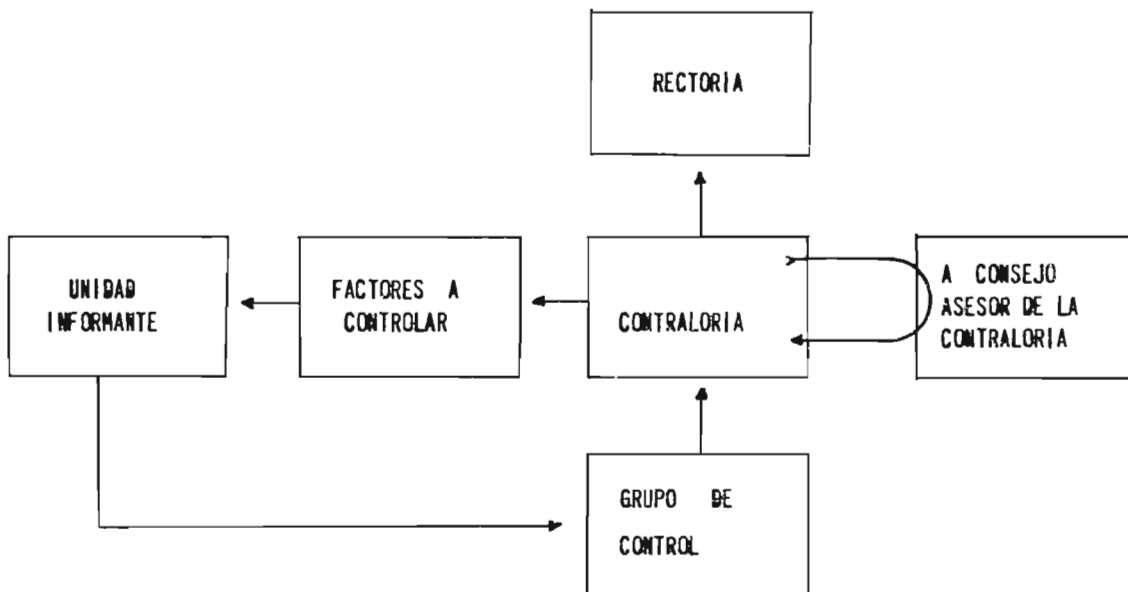 RECTORIA
UNIDAD
INFORMANTE
FACTORES A
CONTROLAR
CONTRALORIA
A CONSEJO
ASESOR DE LA
CONTRALORIA
GRUPO DE
CONTROL